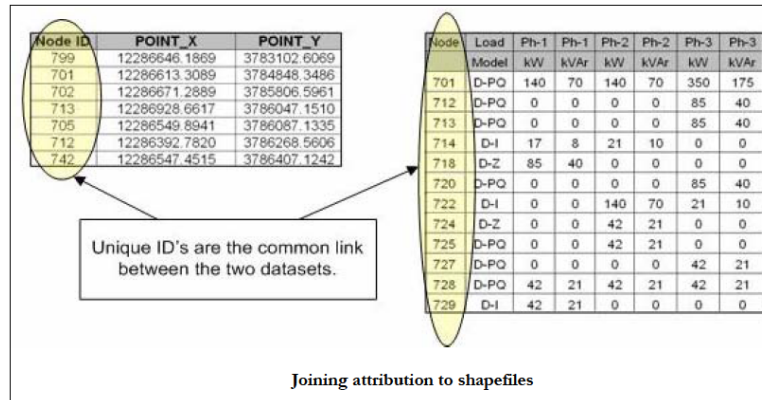 Node ID POINT_X POINT_Y
799 12286646.1869 3783102.6069
701 12286613.3089 3784848.3486
702 12286671.2889 3785806.5961
713 12286928.6617 3786047.1510
705 12286549.8941 3786087.1335
712 12286392.7820 3786268.5606
742 12286547.4515 3786407.1242
Unique ID's are the common link
between the two datasets.
Node Load Ph-1 Ph-1 Ph-2 Ph-2 Ph-3 Ph-3
Model kW kVAr kW kVAr kW kVAr
701 D-PQ 140 70 140 70 350 175
712 D-PQ 0 0 0 0 85 40
713 D-PQ 0 0 0 0 85 40
714 D-I 17 8 21 10 0 0
718 D-Z 85 40 0 0 0 0
720 D-PQ 0 0 0 0 85 40
722 D-I 0 0 140 70 21 10
724 D-Z 0 0 42 21 0 0
725 D-PQ 0 0 42 21 0 0
727 D-PQ 0 0 0 0 42 21
728 D-PQ 42 21 42 21 42 21
729 D-I 42 21 0 0 0 0
Joining attribution to shapefiles